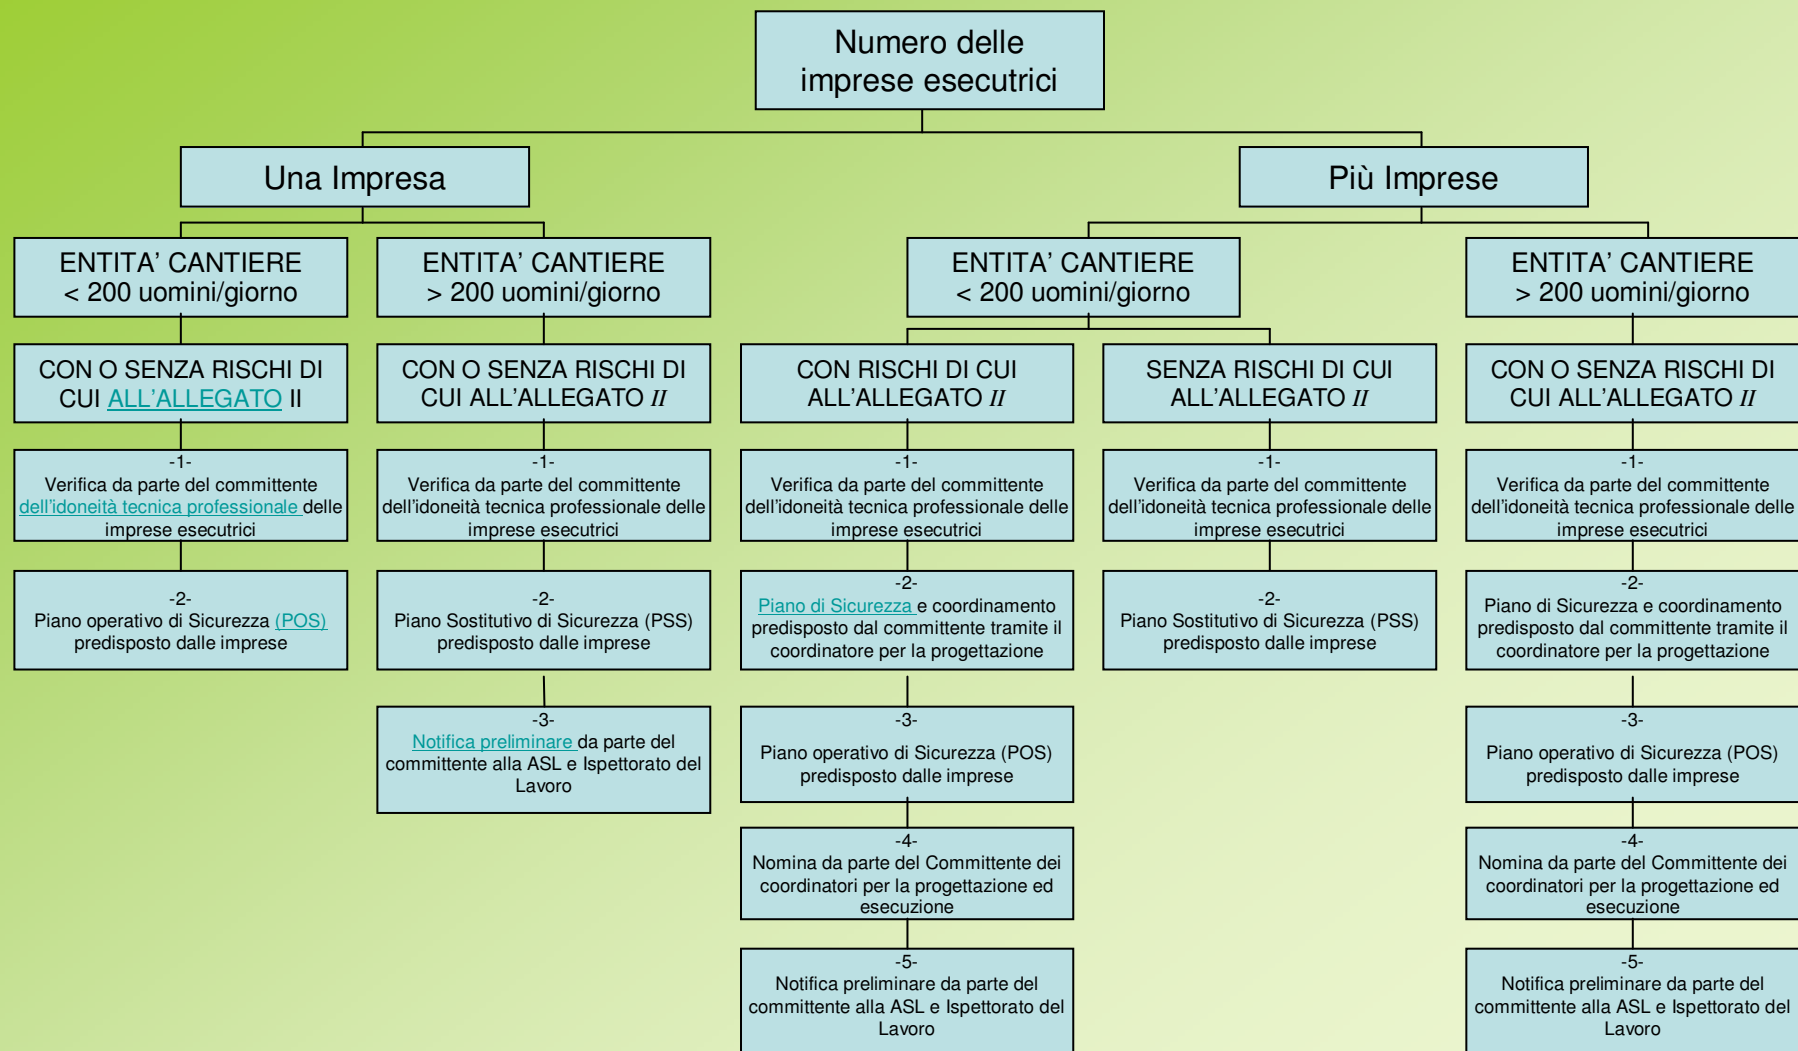 Numero delle
imprese esecutrici
Una Impresa
Più Imprese
ENTITA' CANTIERE
< 200 uomini/giorno
ENTITA' CANTIERE
> 200 uomini/giorno
ENTITA' CANTIERE
< 200 uomini/giorno
ENTITA' CANTIERE
> 200 uomini/giorno
CON O SENZA RISCHI DI
CUI ALL'ALLEGATO II
CON O SENZA RISCHI DI
CUI ALL'ALLEGATO II
CON RISCHI DI CUI
ALL'ALLEGATO II
SENZA RISCHI DI CUI
ALL'ALLEGATO II
CON O SENZA RISCHI DI
CUI ALL'ALLEGATO II
-1-
Verifica da parte del committente
dell'idoneità tecnica professionale delle
imprese esecutrici
-1-
Verifica da parte del committente
dell'idoneità tecnica professionale delle
imprese esecutrici
-1-
Verifica da parte del committente
dell'idoneità tecnica professionale delle
imprese esecutrici
-1-
Verifica da parte del committente
dell'idoneità tecnica professionale delle
imprese esecutrici
-1-
Verifica da parte del committente
dell'idoneità tecnica professionale delle
imprese esecutrici
-2-
Piano operativo di Sicurezza (POS)
predisposto dalle imprese
-2-
Piano Sostitutivo di Sicurezza (PSS)
predisposto dalle imprese
-2-
Piano di Sicurezza e coordinamento
predisposto dal committente tramite il
coordinatore per la progettazione
-2-
Piano Sostitutivo di Sicurezza (PSS)
predisposto dalle imprese
-2-
Piano di Sicurezza e coordinamento
predisposto dal committente tramite il
coordinatore per la progettazione
-3-
Notifica preliminare da parte del
committente alla ASL e Ispettorato del
Lavoro
-3-
Piano operativo di Sicurezza (POS)
predisposto dalle imprese
-3-
Piano operativo di Sicurezza (POS)
predisposto dalle imprese
-4-
Nomina da parte del Committente dei
coordinatori per la progettazione ed
esecuzione
-4-
Nomina da parte del Committente dei
coordinatori per la progettazione ed
esecuzione
-5-
Notifica preliminare da parte del
committente alla ASL e Ispettorato del
Lavoro
-5-
Notifica preliminare da parte del
committente alla ASL e Ispettorato del
Lavoro